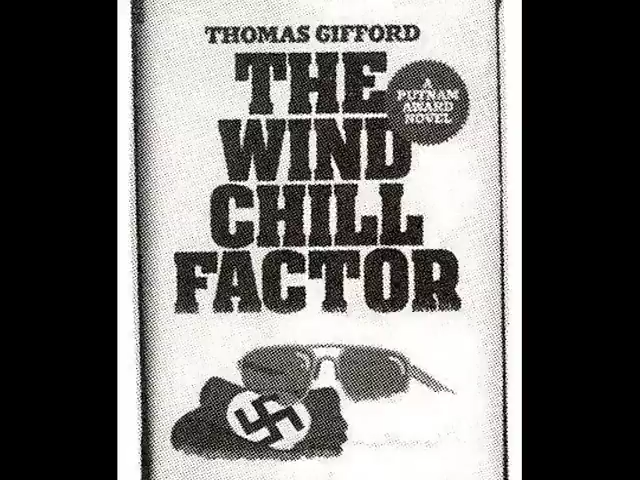 THOMAS GIFFORD
THE
A
PUTNAM
AWARD
NOVEL
WIND
CHILL
FACTOR